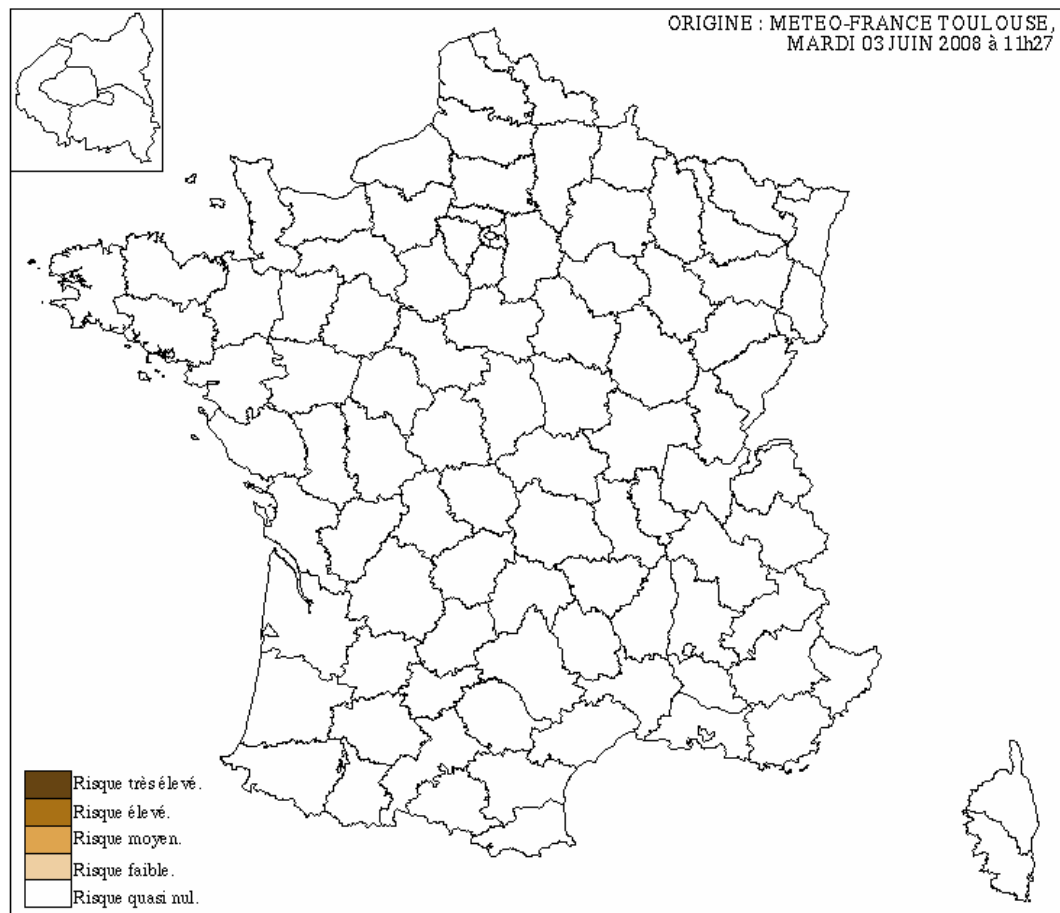 ORIGINE : METEO-FRANCE TOULOUSE,
MARDI 03 JUIN 2008 à 11h27
Risque très élevé.
Risque élevé.
Risque moyen.
Risque faible.
Risque quasi nul.